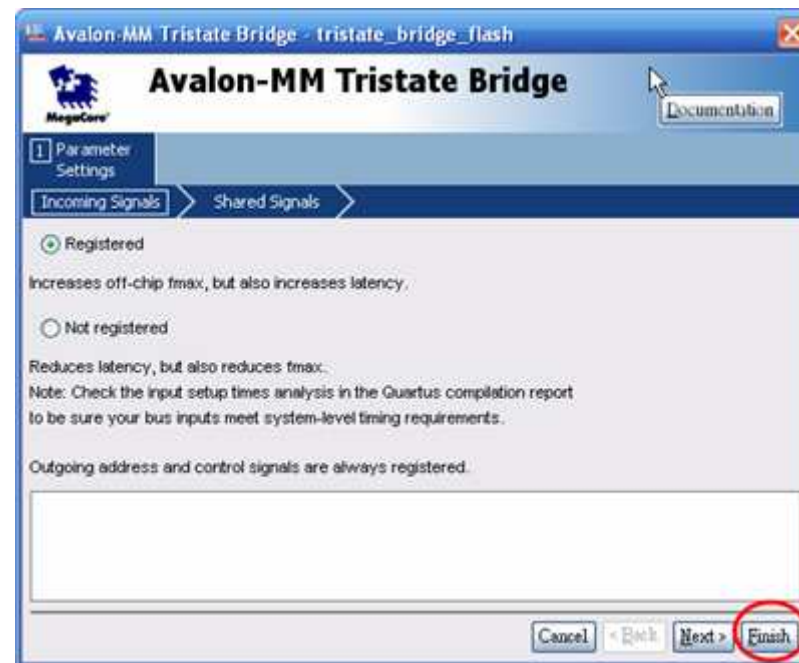 Avalon-MM Tristate Bridge - tristate_bridge_flash
Avalon-MM Tristate Bridge
MegaCore'
Documentation
1 Parameter
Settings
Incoming Signals
Shared Signals
Registered
Increases off-chip fmax, but also increases latency.
Not registered
Reduces latency, but also reduces fmax.
Note: Check the input setup times analysis in the Quartus compilation report
to be sure your bus inputs meet system-level timing requirements.
Outgoing address and control signals are always registered.
Cancel
< Back
Next >
Finish